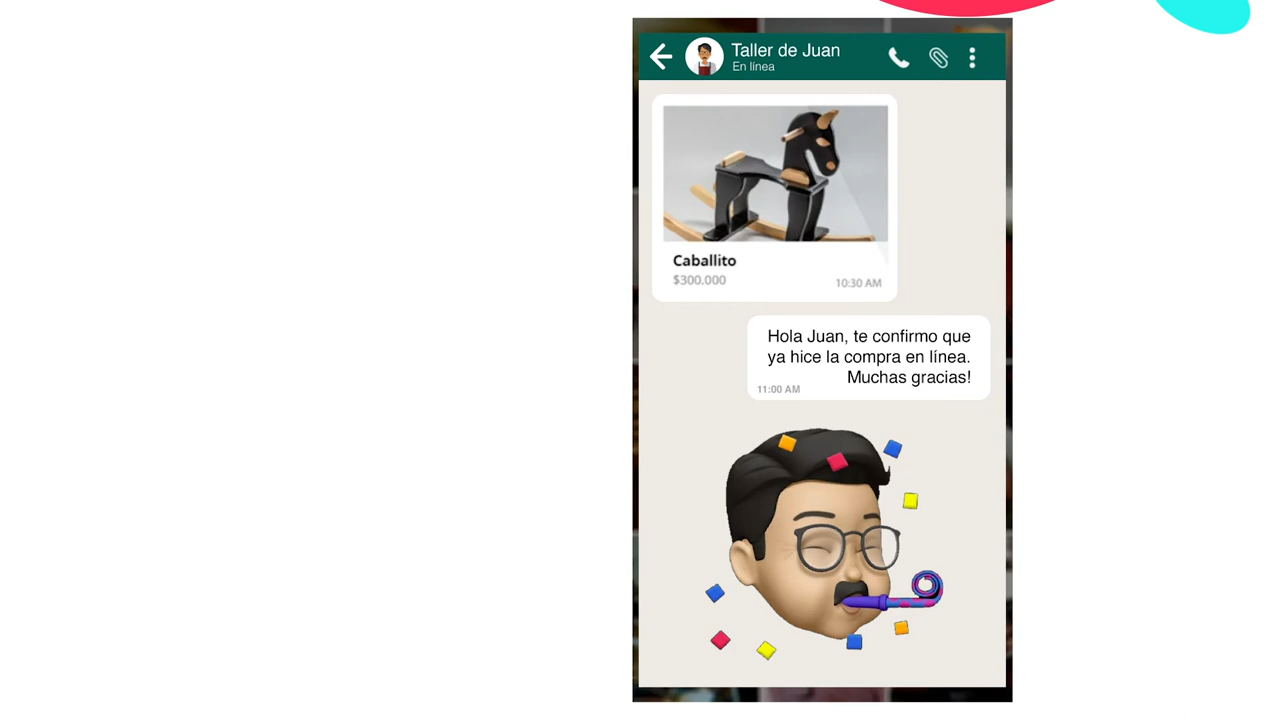 Taller de Juan
En línea
Caballito
$300.000
10:30 AM
Hola Juan, te confirmo que
ya hice la compra en línea.
Muchas gracias!
11:00 AM